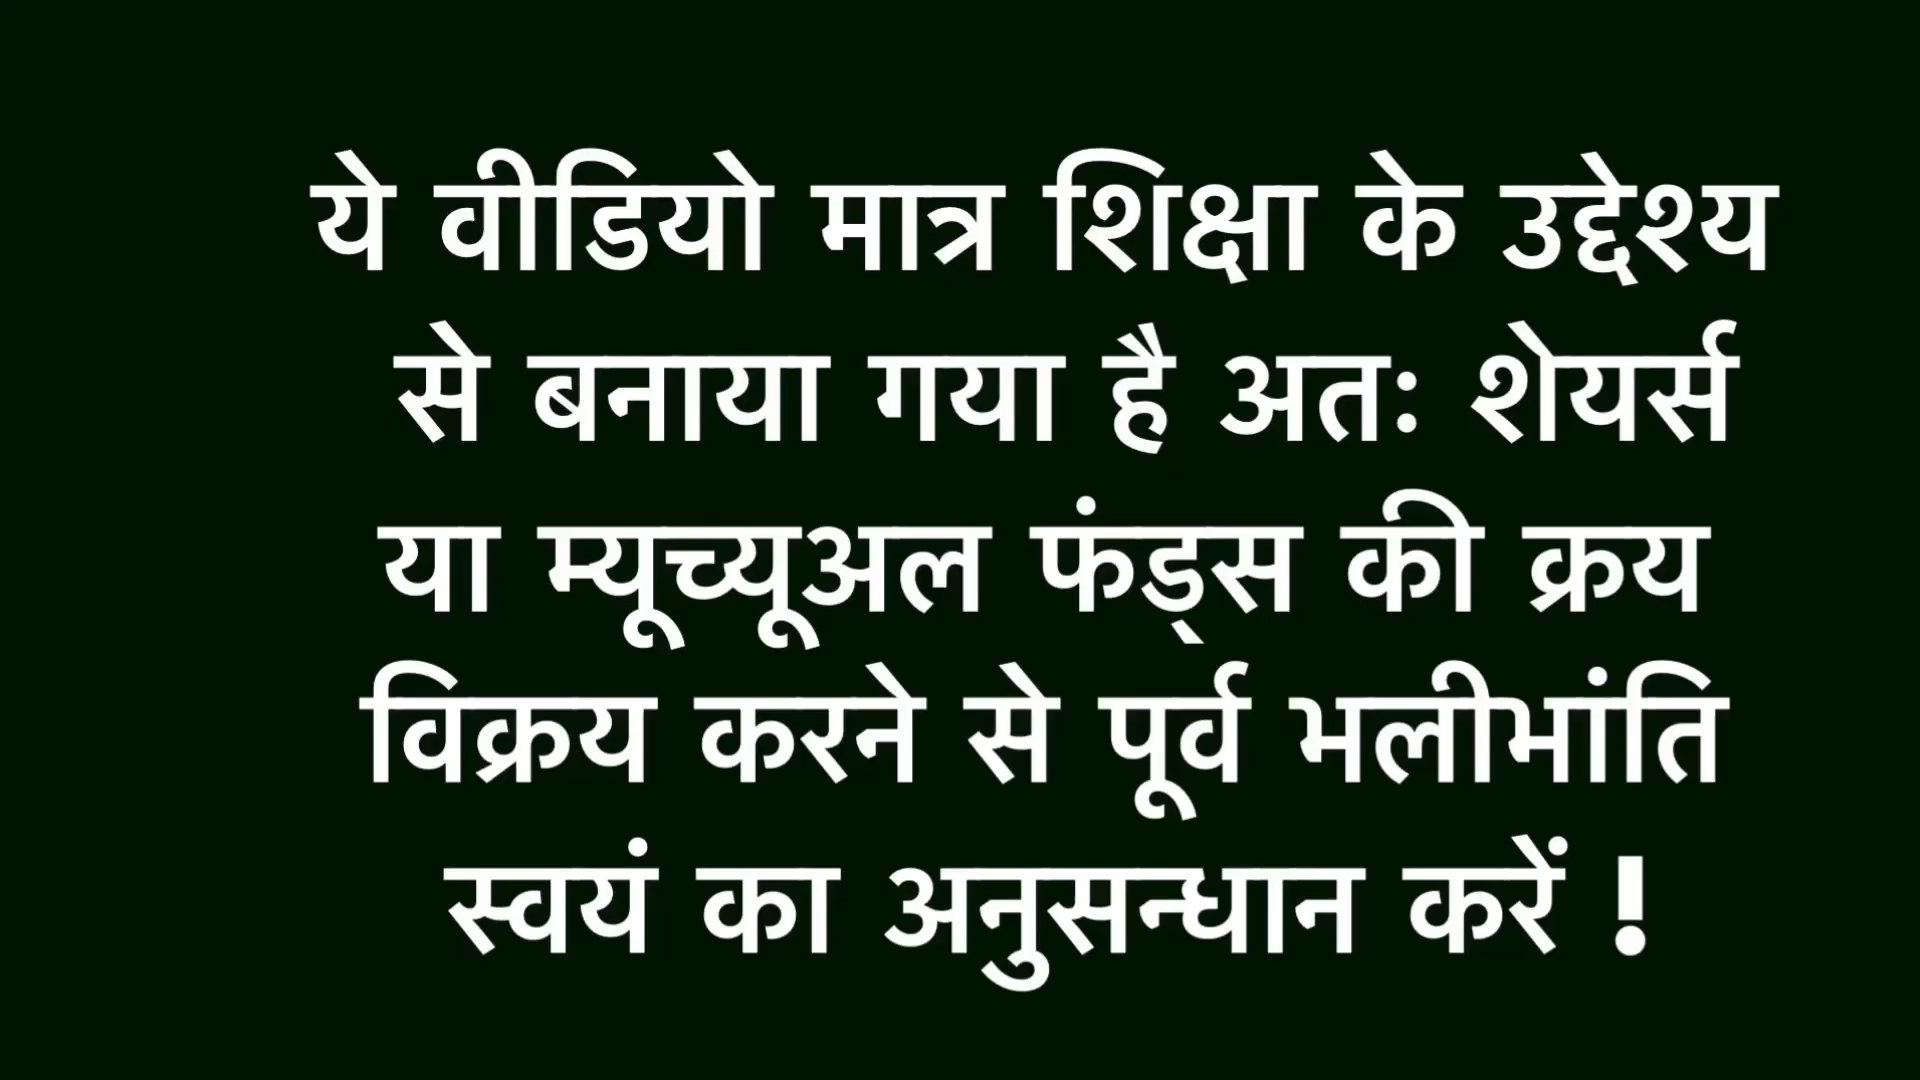 ये वीडियो मात्र शिक्षा के उद्देश्य
से बनाया गया है अतः शेयर्स
या म्यूच्यूअल फंड्स की क्रय
विक्रय करने से पूर्व भलीभांति
स्वयं का अनुसन्धान करें !